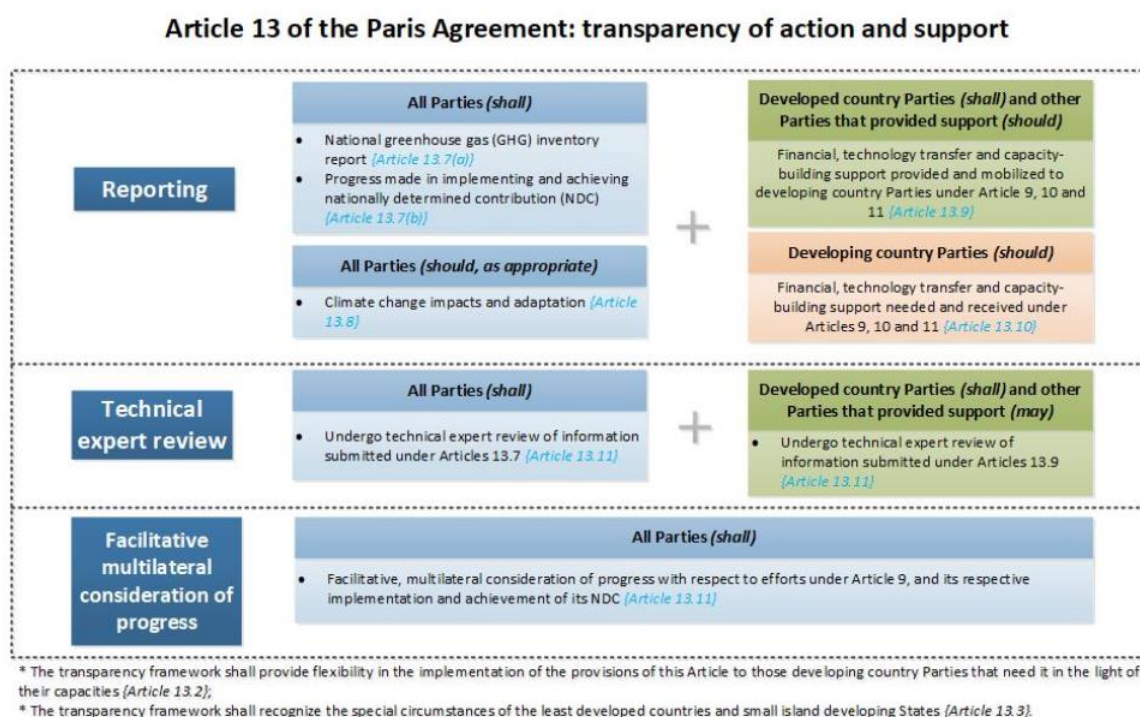 Article 13 of the Paris Agreement: transparency of action and support
Reporting
All Parties (shall)
• National greenhouse gas (GHG) inventory
report {Article 13.7(a)}
• Progress made in implementing and achieving
nationally determined contribution (NDC)
{Article 13.7(b)}
All Parties (should, as appropriate)
• Climate change impacts and adaptation {Article
13.8}
+
Developed country Parties (shall) and other
Parties that provided support (should)
Financial, technology transfer and capacity-
building support provided and mobilized to
developing country Parties under Article 9, 10 and
11 {Article 13.9}
Developing country Parties (should)
Financial, technology transfer and capacity-
building support needed and received under
Articles 9, 10 and 11 {Article 13.10}
Technical
expert review
All Parties (shall)
• Undergo technical expert review of information
submitted under Articles 13.7 {Article 13.11}
+
Developed country Parties (shall) and other
Parties that provided support (may)
• Undergo technical expert review of
information submitted under Articles 13.9
{Article 13.11}
Facilitative
multilateral
consideration of
progress
All Parties (shall)
• Facilitative, multilateral consideration of progress with respect to efforts under Article 9, and its respective
implementation and achievement of its NDC {Article 13.11}
* The transparency framework shall provide flexibility in the implementation of the provisions of this Article to those developing country Parties that need it in the light of
their capacities {Article 13.2};
* The transparency framework shall recognize the special circumstances of the least developed countries and small island developing States {Article 13.3}.